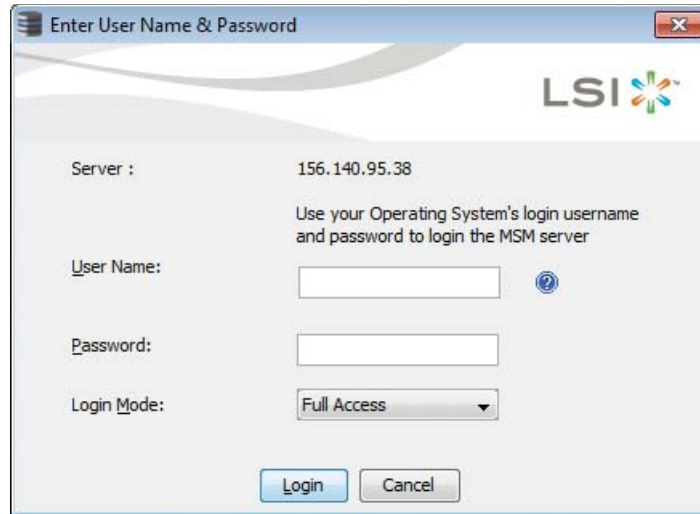 Enter User Name & Password
LSI™
Server :
156.140.95.38
Use your Operating System's login username
and password to login the MSM server
User Name:
Password:
Login Mode:
Full Access
Login
Cancel